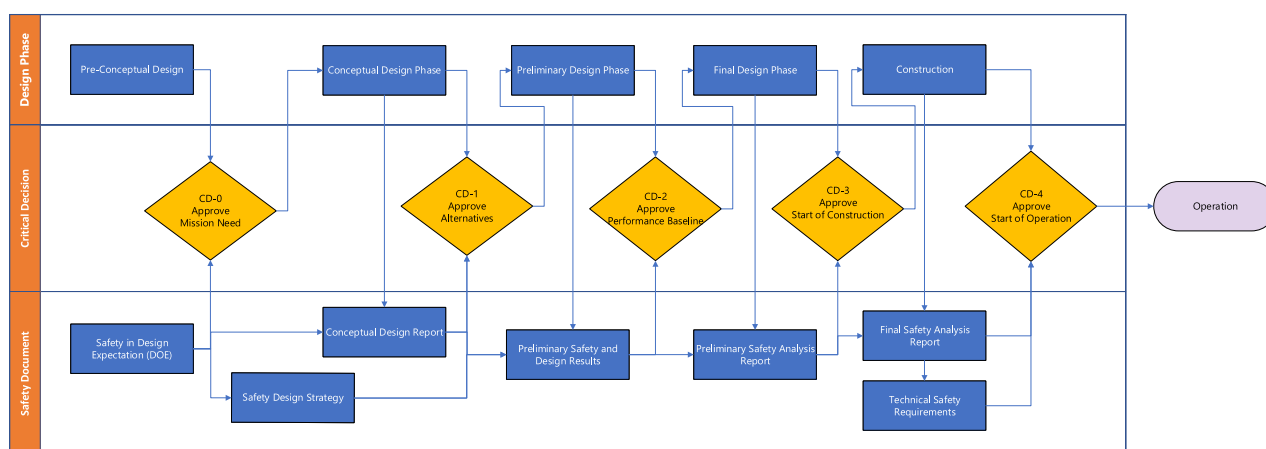 Design Phase
Pre-Conceptual Design
Conceptual Design Phase
Preliminary Design Phase
Final Design Phase
Construction
Critical Decision
CD-0
Approve
Mission Need
CD-1
Approve
Alternatives
CD-2
Approve
Performance Baseline
CD-3
Approve
Start of Construction
CD-4
Approve
Start of Operation
Operation
Safety Document
Safety in Design
Expectation (DOE)
Conceptual Design Report
Safety Design Strategy
Preliminary Safety and
Design Results
Preliminary Safety Analysis
Report
Final Safety Analysis
Report
Technical Safety
Requirements